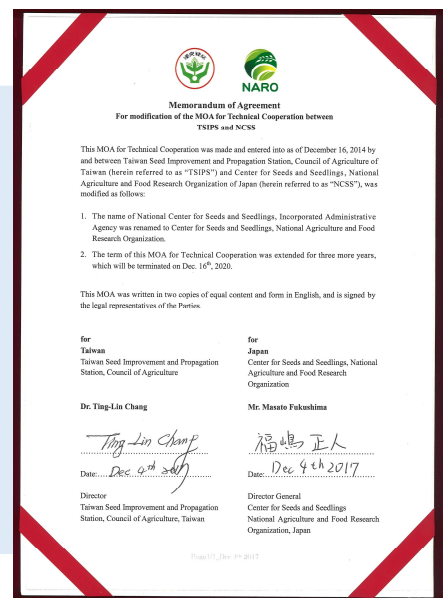 NARO
Memorandum of Agreement
For modification of the MOA for Technical Cooperation between
TSIPS and NCSS
This MOA for Technical Cooperation was made and entered into as of December 16, 2014 by
and between Taiwan Seed Improvement and Propagation Station, Council of Agriculture of
Taiwan (herein referred to as “TSIPS”) and Center for Seeds and Seedlings, National
Agriculture and Food Research Organization of Japan (herein referred to as “NCSS”), was
modified as follows:
1. The name of National Center for Seeds and Seedlings, Incorporated Administrative
Agency was renamed to Center for Seeds and Seedlings, National Agriculture and Food
Research Organization.
2. The term of this MOA for Technical Cooperation was extended for three more years,
which will be terminated on Dec. 16th, 2020.
This MOA was written in two copies of equal content and form in English, and is signed by
the legal representatives of the Parties.
for
Taiwan
Taiwan Seed Improvement and Propagation
Station, Council of Agriculture
for
Japan
Center for Seeds and Seedlings, National
Agriculture and Food Research
Organization
Dr. Ting-Lin Chang
Mr. Masato Fukushima
Ting-Lin Chang
福嶋 正人
Date: Dec 4th 2017
Date: Dec 4th 2017
Director
Taiwan Seed Improvement and Propagation
Station, Council of Agriculture, Taiwan
Director General
Center for Seeds and Seedlings
National Agriculture and Food Research
Organization, Japan